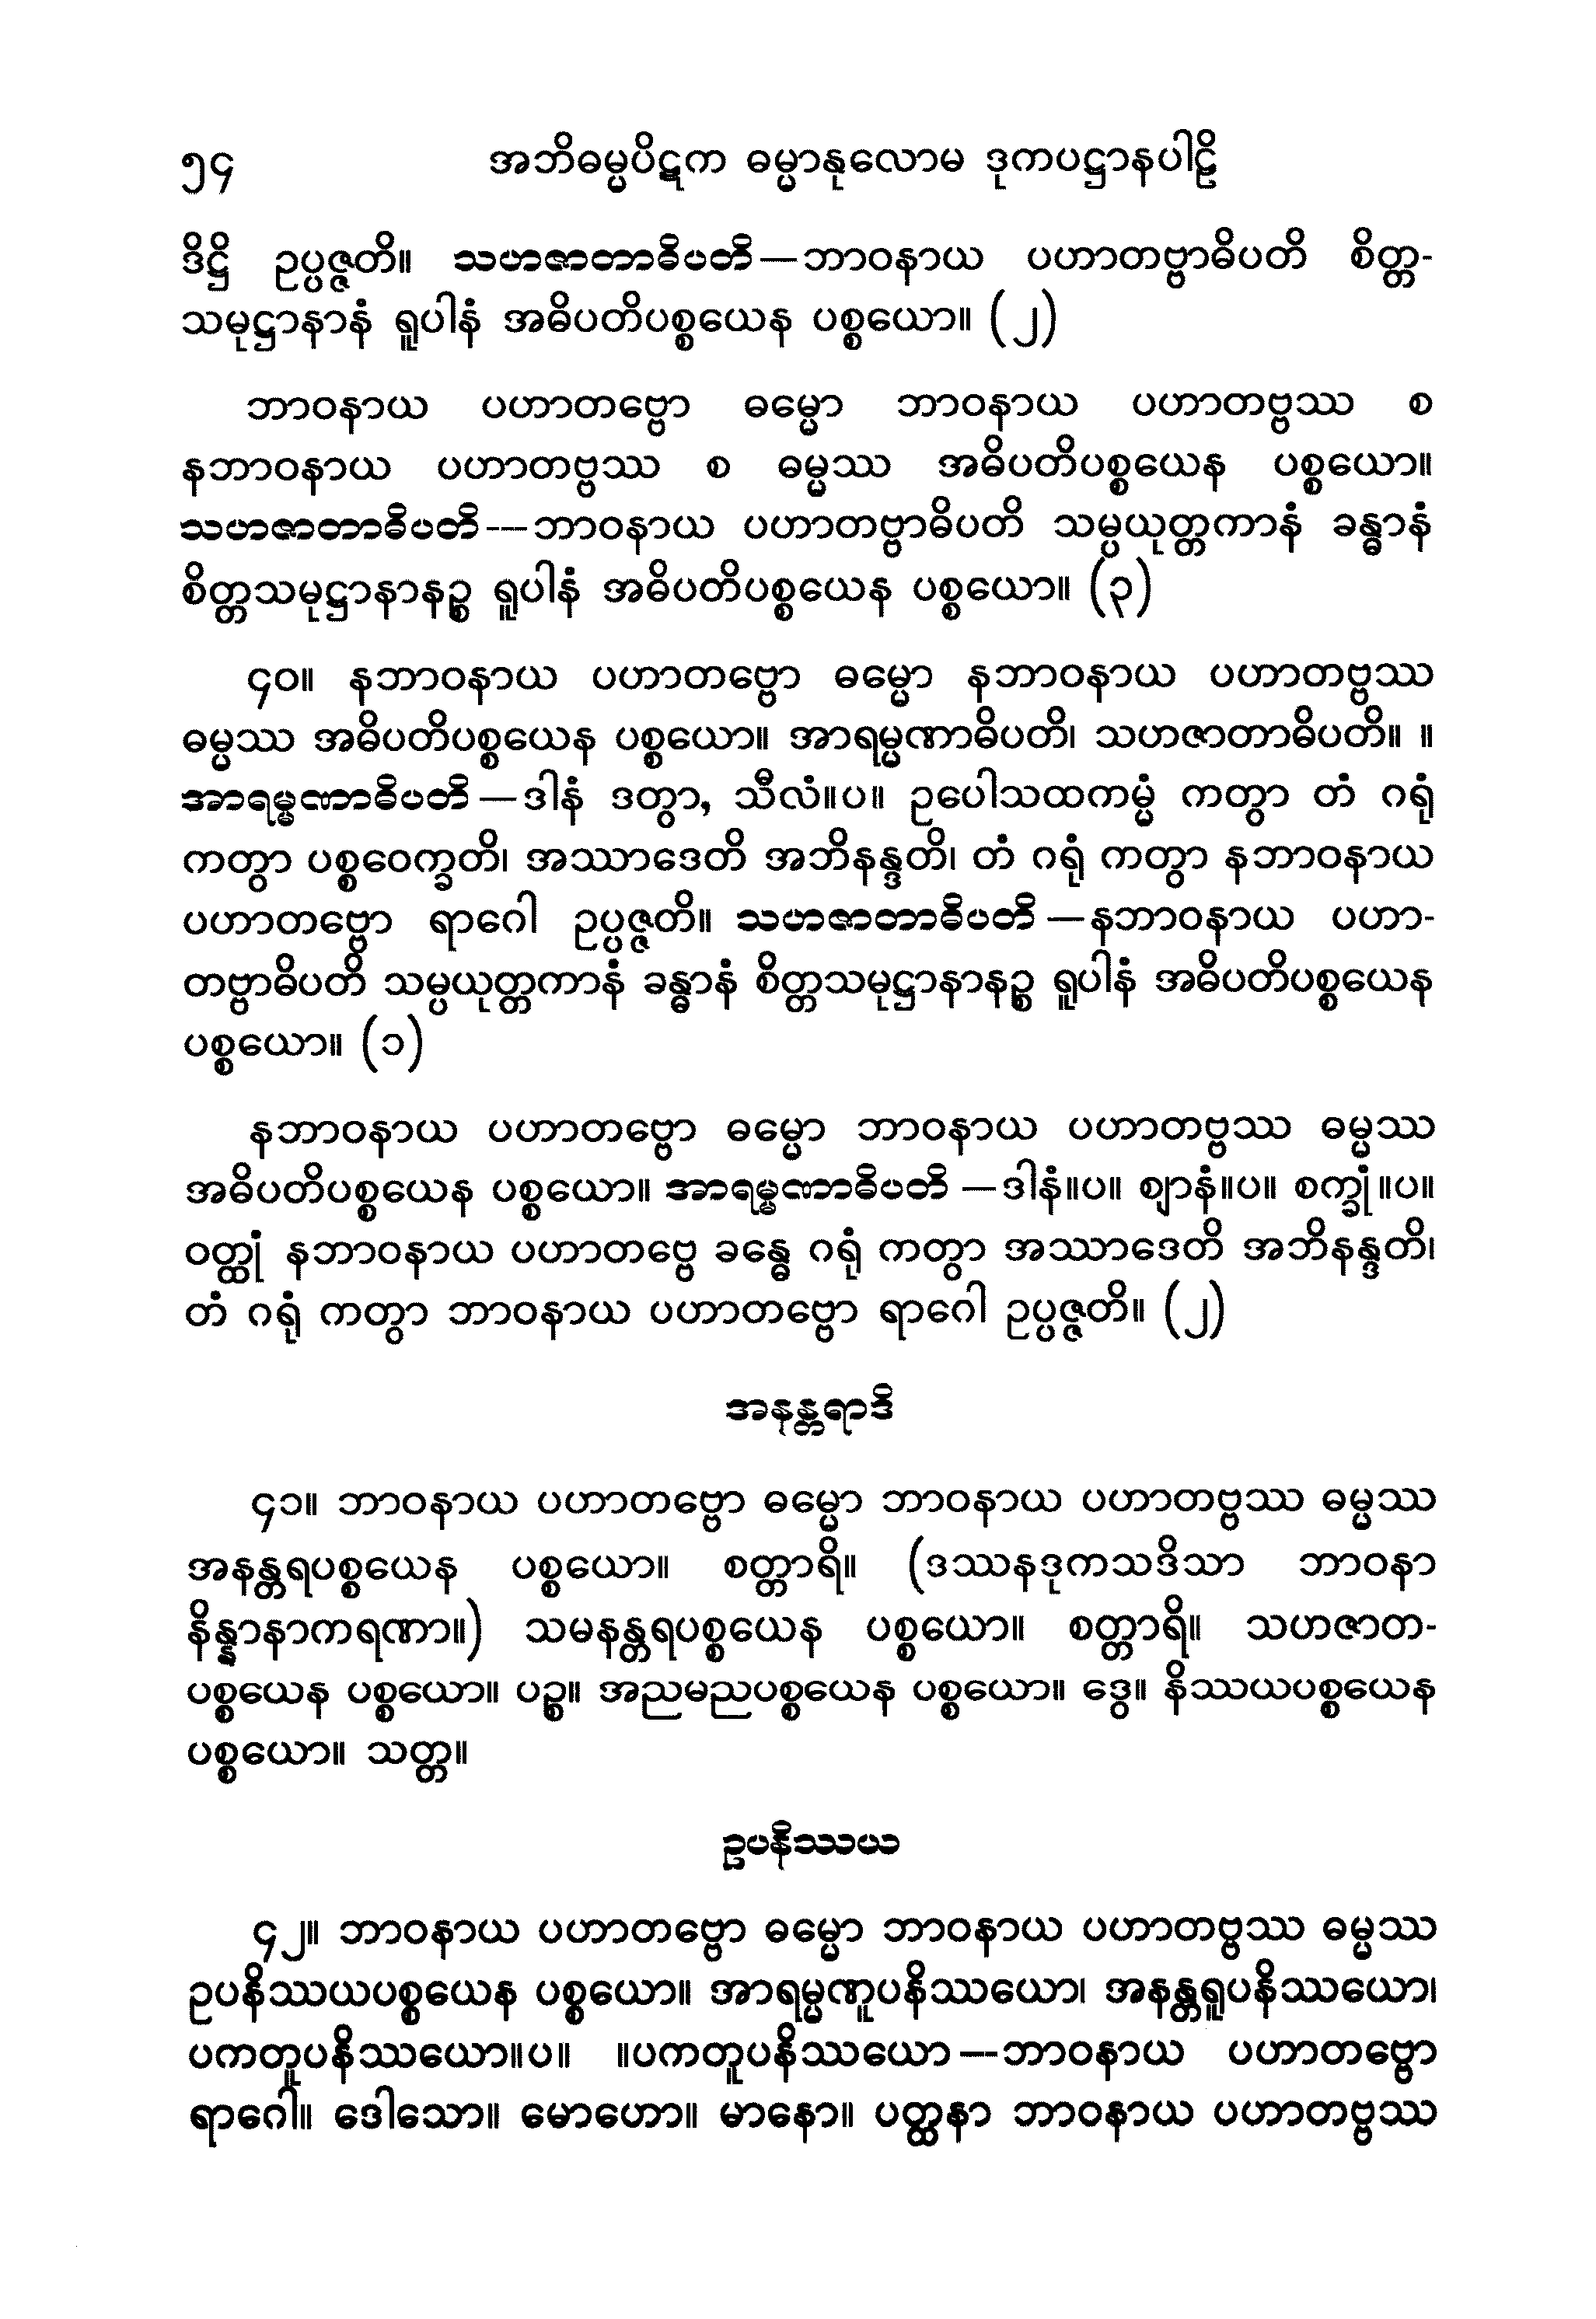 ၅၄ အဘိဓမ္မပိဋက ဓမ္မာနုလောမ ဒုကပဋ္ဌာနပါဠိ
ဒိဋ္ဌိ ဥပ္ပဇ္ဇတိ။ သဟဇာတာဓိပတိ—ဘာဝနာယ ပဟာတဗ္ဗာဓိပတိ စိတ္တ-
သမုဋ္ဌာနာနံ ရူပါနံ အဓိပတိပစ္စယေန ပစ္စယော။ (၂)
ဘာဝနာယ ပဟာတဗ္ဗော ဓမ္မော ဘာဝနာယ ပဟာတဗ္ဗဿ စ
နဘာဝနာယ ပဟာတဗ္ဗဿ စ ဓမ္မဿ အဓိပတိပစ္စယေန ပစ္စယော။
သဟဇာတာဓိပတိ—ဘာဝနာယ ပဟာတဗ္ဗာဓိပတိ သမ္ပယုတ္တကာနံ ခန္ဓာနံ
စိတ္တသမုဋ္ဌာနာနဉ္စ ရူပါနံ အဓိပတိပစ္စယေန ပစ္စယော။ (၃)
၄၀။ နဘာဝနာယ ပဟာတဗ္ဗော ဓမ္မော နဘာဝနာယ ပဟာတဗ္ဗဿ
ဓမ္မဿ အဓိပတိပစ္စယေန ပစ္စယော။ အာရမ္မဏာဓိပတိ၊ သဟဇာတာဓိပတိ။ ။
အာရမ္မဏာဓိပတိ—ဒါနံ ဒတွာ, သီလံ။ပ။ ဥပေါသထကမ္မံ ကတွာ တံ ဂရုံ
ကတွာ ပစ္စဝေက္ခတိ၊ အဿာဒေတိ အဘိနန္ဒတိ၊ တံ ဂရုံ ကတွာ နဘာဝနာယ
ပဟာတဗ္ဗော ရာဂေါ ဥပ္ပဇ္ဇတိ။ သဟဇာတာဓိပတိ—နဘာဝနာယ ပဟာ-
တဗ္ဗာဓိပတိ သမ္ပယုတ္တကာနံ ခန္ဓာနံ စိတ္တသမုဋ္ဌာနာနဉ္စ ရူပါနံ အဓိပတိပစ္စယေန
ပစ္စယော။ (၁)
နဘာဝနာယ ပဟာတဗ္ဗော ဓမ္မော ဘာဝနာယ ပဟာတဗ္ဗဿ ဓမ္မဿ
အဓိပတိပစ္စယေန ပစ္စယော။ အာရမ္မဏာဓိပတိ—ဒါနံ။ပ။ ဈာနံ။ပ။ စက္ခုံ။ပ။
ဝတ္ထုံ နဘာဝနာယ ပဟာတဗ္ဗေ ခန္ဓေ ဂရုံ ကတွာ အဿာဒေတိ အဘိနန္ဒတိ၊
တံ ဂရုံ ကတွာ ဘာဝနာယ ပဟာတဗ္ဗော ရာဂေါ ဥပ္ပဇ္ဇတိ။ (၂)
အနန္တရာဒိ
၄၁။ ဘာဝနာယ ပဟာတဗ္ဗော ဓမ္မော ဘာဝနာယ ပဟာတဗ္ဗဿ ဓမ္မဿ
အနန္တရပစ္စယေန ပစ္စယော။ စတ္တာရိ။ (ဒဿနဒုကသဒိသာ ဘာဝနာ
နိန္နာနာကရဏာ။) သမနန္တရပစ္စယေန ပစ္စယော။ စတ္တာရိ။ သဟဇာတ-
ပစ္စယေန ပစ္စယော။ ပဉ္စ။ အညမညပစ္စယေန ပစ္စယော။ ဒွေ။ နိဿယပစ္စယေန
ပစ္စယော။ သတ္တ။
ဥပနိဿယ
၄၂။ ဘာဝနာယ ပဟာတဗ္ဗော ဓမ္မော ဘာဝနာယ ပဟာတဗ္ဗဿ ဓမ္မဿ
ဥပနိဿယပစ္စယေန ပစ္စယော။ အာရမ္မဏူပနိဿယော၊ အနန္တရူပနိဿယော၊
ပကတူပနိဿယော။ပ။ ။ပကတူပနိဿယော—ဘာဝနာယ ပဟာတဗ္ဗော
ရာဂေါ။ ဒေါသော။ မောဟော။ မာနော။ ပတ္ထနာ ဘာဝနာယ ပဟာတဗ္ဗဿ